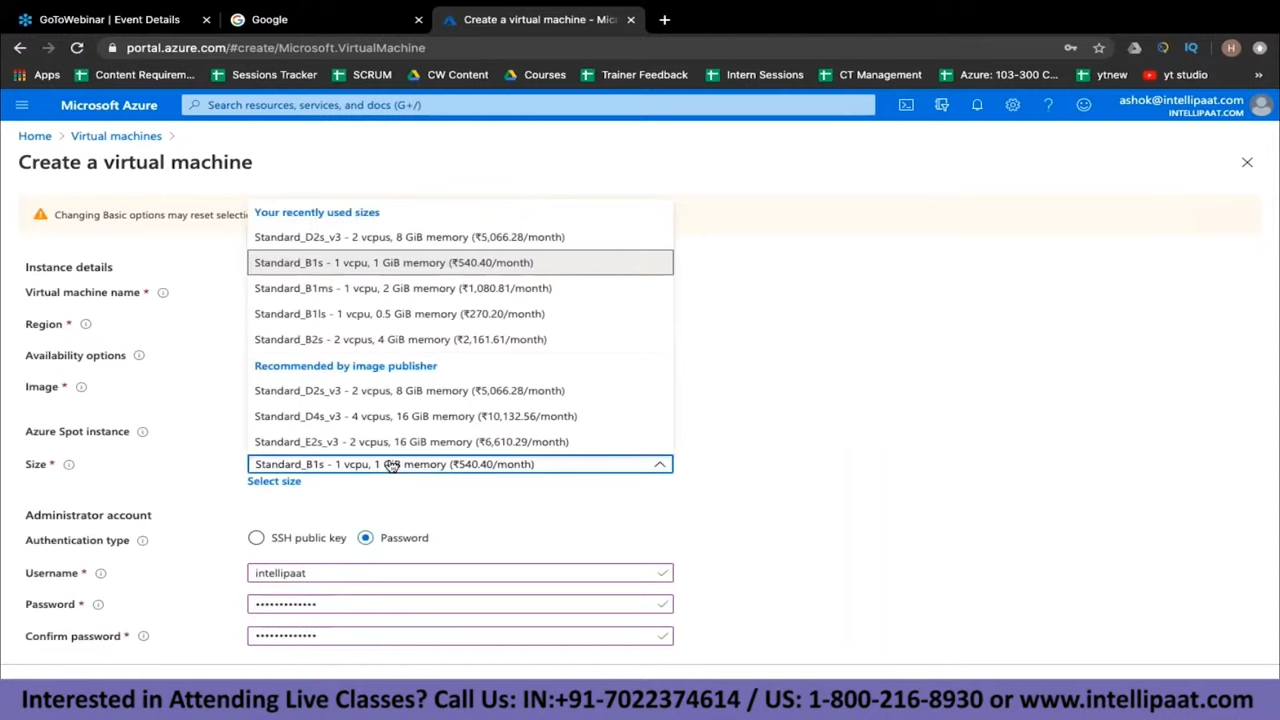 GoToWebinar | Event Details
Google
Create a virtual machine - Mic
portal.azure.com/#create/Microsoft.VirtualMachine
IQ
H
Apps
Content Requirem...
Sessions Tracker
SCRUM
CW Content
Courses
Trainer Feedback
Intern Sessions
CT Management
Azure: 103-300 C...
ytnew
yt studio
»
Microsoft Azure
Search resources, services, and docs (G+/)
ashok@intellipaat.com
INTELLIPAAT.COM
Home > Virtual machines >
Create a virtual machine
Changing Basic options may reset selecti
Your recently used sizes
Standard_D2s_v3 - 2 vcpus, 8 GiB memory (₹5,066.28/month)
Standard_B1s - 1 vcpu, 1 GiB memory (₹540.40/month)
Standard_B1ms - 1 vcpu, 2 GiB memory (₹1,080.81/month)
Standard_B1ls - 1 vcpu, 0.5 GiB memory (₹270.20/month)
Standard_B2s - 2 vcpus, 4 GiB memory (₹2,161.61/month)
Recommended by image publisher
Standard_D2s_v3 - 2 vcpus, 8 GiB memory (₹5,066.28/month)
Standard_D4s_v3 - 4 vcpus, 16 GiB memory (₹10,132.56/month)
Standard_E2s_v3 - 2 vcpus, 16 GiB memory (₹6,610.29/month)
Instance details
Virtual machine name *
Region *
Availability options
Image *
Azure Spot instance
Size *
Standard_B1s - 1 vcpu, 1 GiB memory (₹540.40/month)
Select size
Administrator account
Authentication type
SSH public key
Password
Username *
intellipaat
Password *
•••••••••••••
Confirm password *
•••••••••••••
Interested in Attending Live Classes? Call Us: IN:+91-7022374614 / US: 1-800-216-8930 or www.intellipaat.com